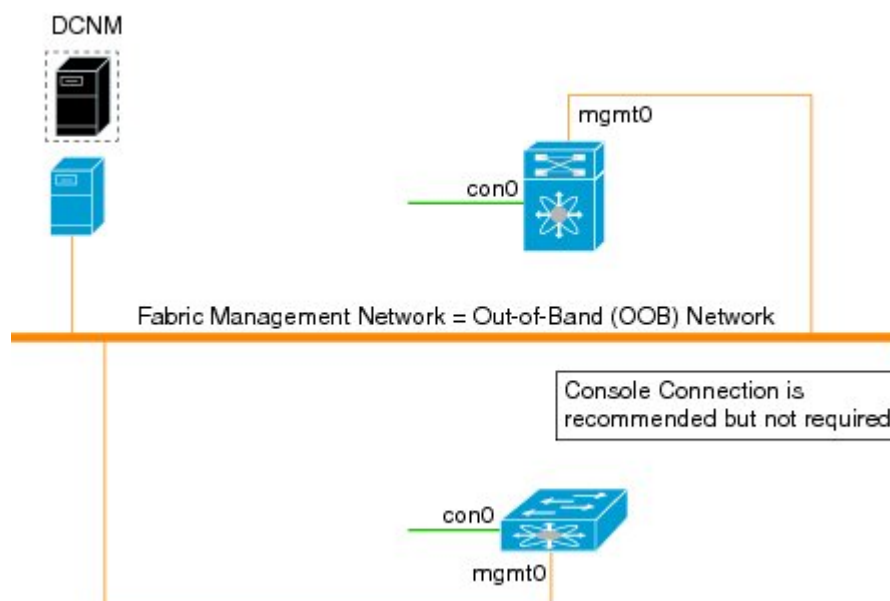 DCNM
mgmt0
con0
Fabric Management Network = Out-of-Band (OOB) Network
Console Connection is
recommended but not required
con0
mgmt0